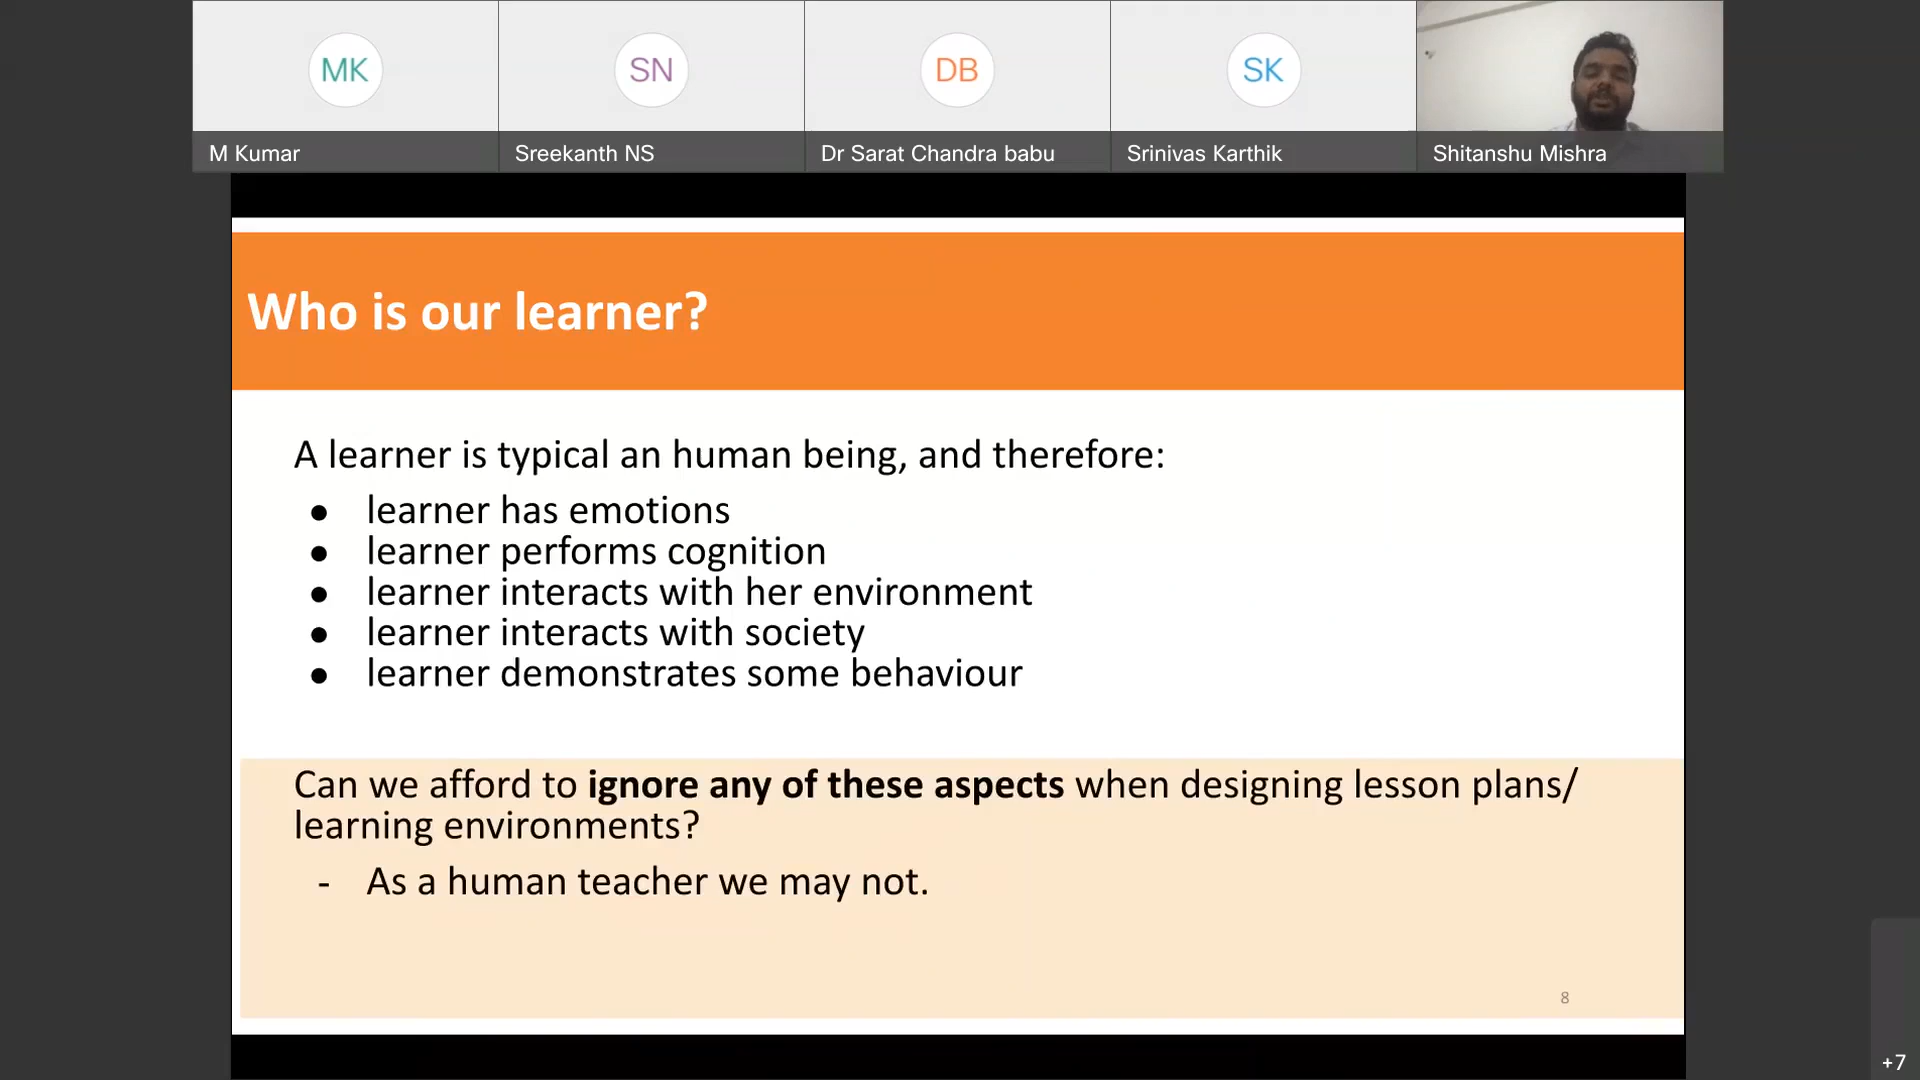 MK
SN
DB
SK
M Kumar
Sreekanth NS
Dr Sarat Chandra babu
Srinivas Karthik
Shitanshu Mishra
Who is our learner?
A learner is typical an human being, and therefore:
● learner has emotions
● learner performs cognition
● learner interacts with her environment
● learner interacts with society
● learner demonstrates some behaviour
Can we afford to ignore any of these aspects when designing lesson plans/
learning environments?
- As a human teacher we may not.
8
+7